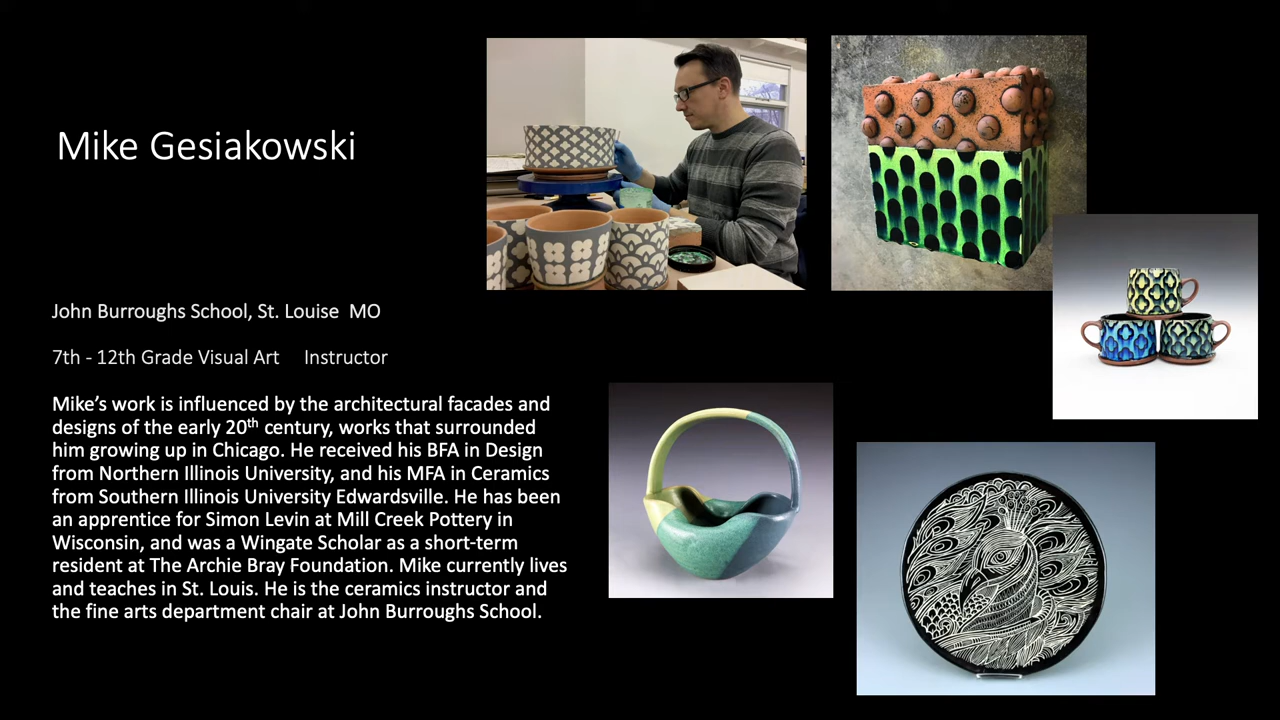 Mike Gesiakowski
John Burroughs School, St. Louise  MO
7th - 12th Grade Visual Art    Instructor
Mike’s work is influenced by the architectural facades and
designs of the early 20th century, works that surrounded
him growing up in Chicago. He received his BFA in Design
from Northern Illinois University, and his MFA in Ceramics
from Southern Illinois University Edwardsville. He has been
an apprentice for Simon Levin at Mill Creek Pottery in
Wisconsin, and was a Wingate Scholar as a short-term
resident at The Archie Bray Foundation. Mike currently lives
and teaches in St. Louis. He is the ceramics instructor and
the fine arts department chair at John Burroughs School.